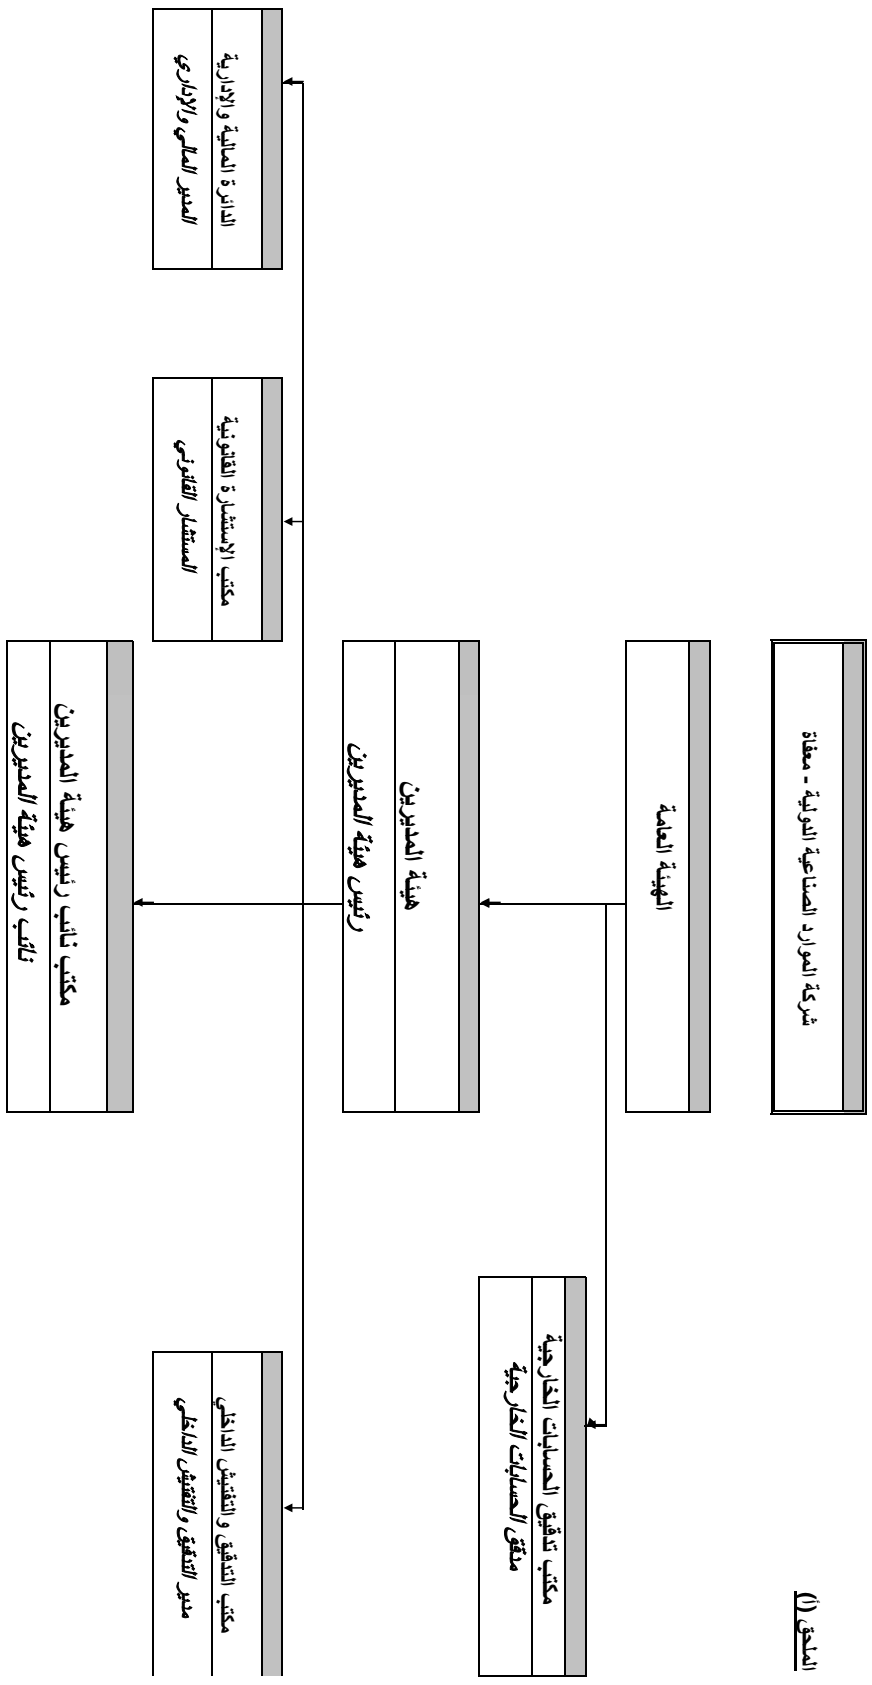 الملحق (أ)
شركة الموارد الصناعية الدولية - معفاة
الهيئة العامة
مكتب تدقيق الحسابات الخارجية
مدقق الحسابات الخارجية
هيئة المديرين
رئيس هيئة المديرين
مكتب التدقيق والتفتيش الداخلي
مدير التدقيق والتفتيش الداخلي
مكتب الإستشارة القانونية
المستشار القانوني
الدائرة المالية والإدارية
المدير المالي والإداري
مكتب نائب رئيس هيئة المديرين
نائب رئيس هيئة المديرين